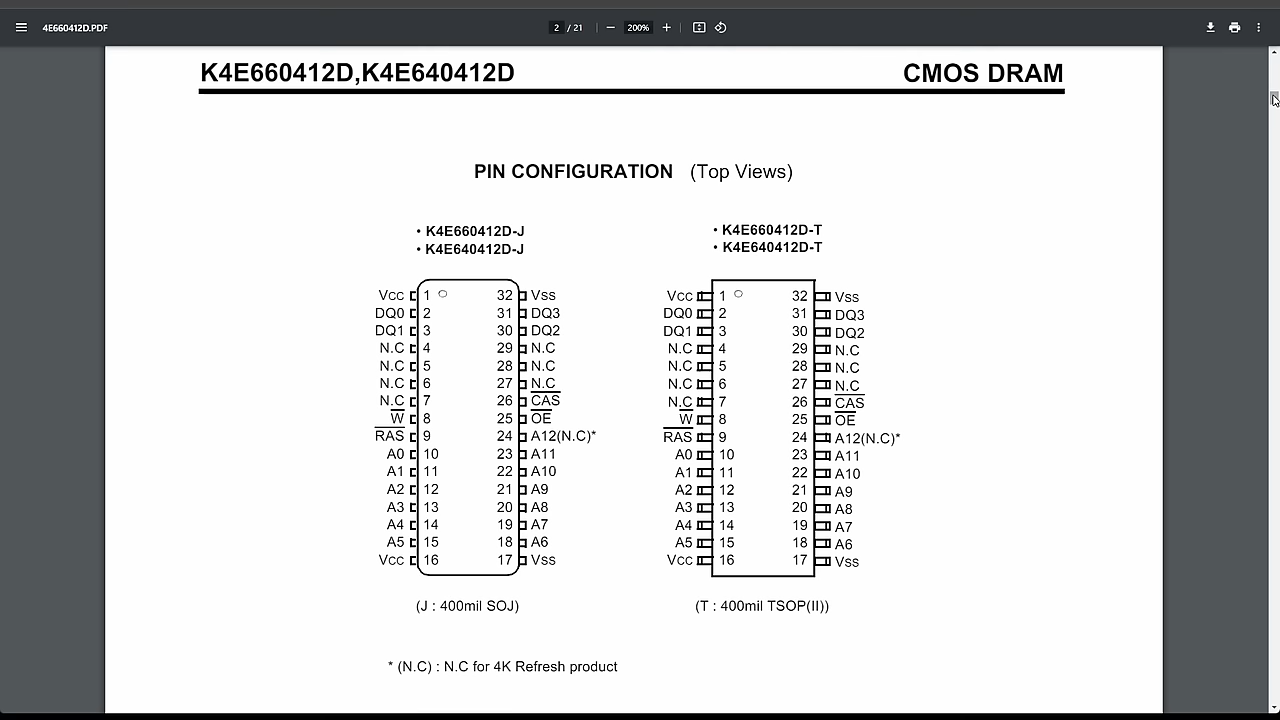 4E660412D.PDF 2 / 21 200%
K4E660412D,K4E640412D CMOS DRAM
PIN CONFIGURATION (Top Views)
• K4E660412D-J • K4E660412D-T
• K4E640412D-J • K4E640412D-T
Vcc 1 32 Vss Vcc 1 32 Vss
DQ0 2 31 DQ3 DQ0 2 31 DQ3
DQ1 3 30 DQ2 DQ1 3 30 DQ2
N.C 4 29 N.C N.C 4 29 N.C
N.C 5 28 N.C N.C 5 28 N.C
N.C 6 27 N.C N.C 6 27 N.C
N.C 7 26 CAS N.C 7 26 CAS
W 8 25 OE W 8 25 OE
RAS 9 24 A12(N.C)* RAS 9 24 A12(N.C)*
A0 10 23 A11 A0 10 23 A11
A1 11 22 A10 A1 11 22 A10
A2 12 21 A9 A2 12 21 A9
A3 13 20 A8 A3 13 20 A8
A4 14 19 A7 A4 14 19 A7
A5 15 18 A6 A5 15 18 A6
Vcc 16 17 Vss Vcc 16 17 Vss
(J : 400mil SOJ) (T : 400mil TSOP(II))
* (N.C) : N.C for 4K Refresh product